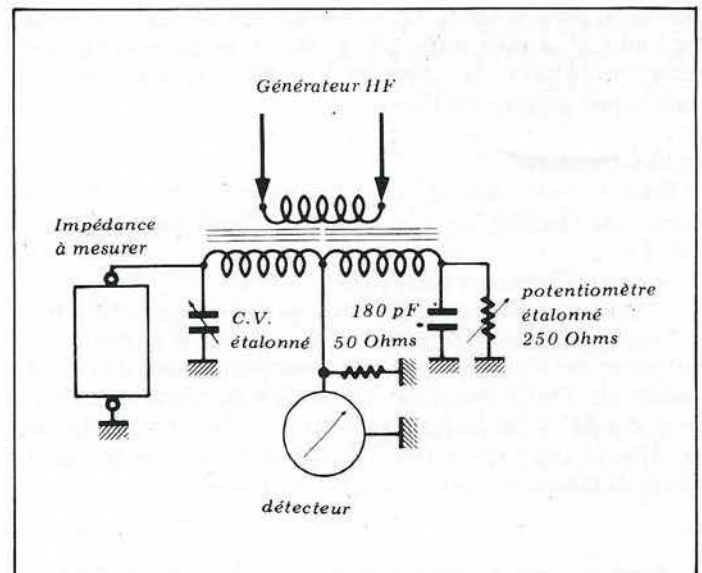 Générateur HF
Impédance
à mesurer
C.V.
étalonné
180 pF
50 Ohms
potentiomètre
étalonné
250 Ohms
détecteur